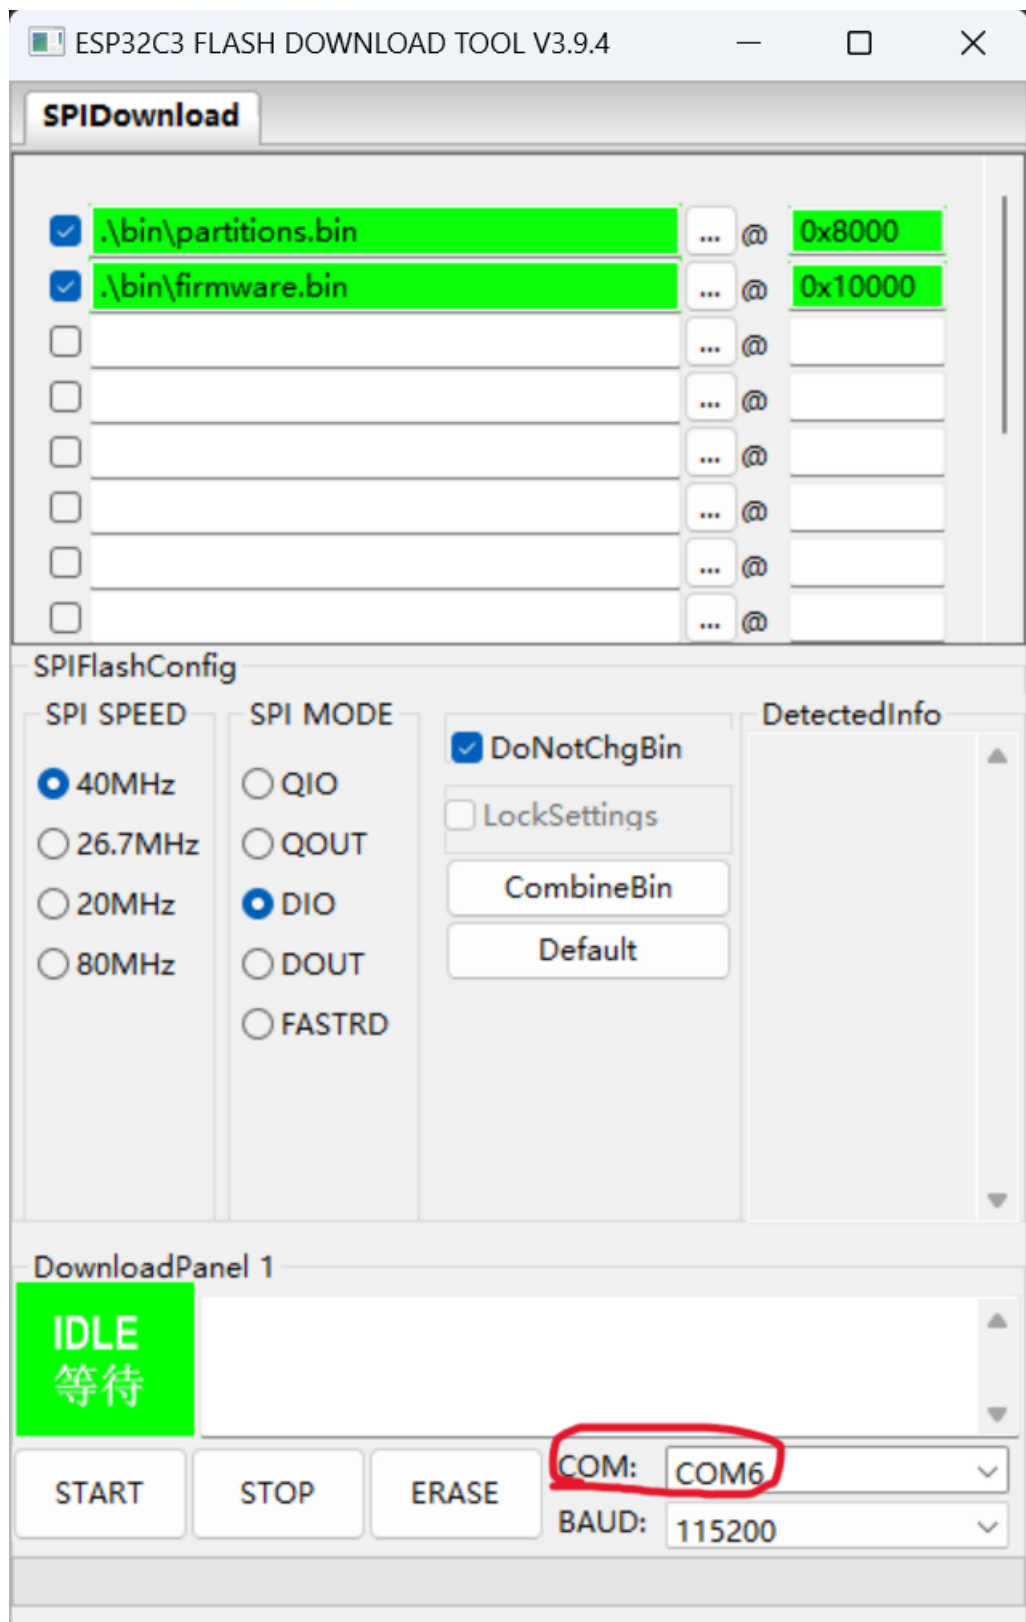 ESP32C3 FLASH DOWNLOAD TOOL V3.9.4
SPIDownload
.\bin\partitions.bin ... @ 0x8000
.\bin\firmware.bin ... @ 0x10000
... @
... @
... @
... @
... @
... @
SPIFlashConfig
SPI SPEED
40MHz
26.7MHz
20MHz
80MHz
SPI MODE
QIO
QOUT
DIO
DOUT
FASTRD
DoNotChgBin
LockSettings
CombineBin
Default
DetectedInfo
DownloadPanel 1
IDLE
等待
START STOP ERASE
COM: COM6
BAUD: 115200